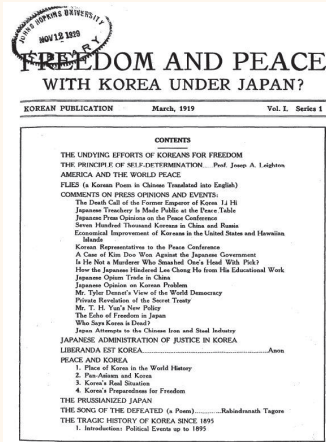 JOHNS HOPKINS UNIVERSITY
NOV 12 1919
LIBRARY
FREEDOM AND PEACE
WITH KOREA UNDER JAPAN?
KOREAN PUBLICATION March, 1919 Vol. I. Series 1
CONTENTS
THE UNDYING EFFORTS OF KOREANS FOR FREEDOM
THE PRINCIPLE OF SELF-DETERMINATION.... Prof. Josep A. Leighton
AMERICA AND THE WORLD PEACE
FLIES (a Korean Poem in Chinese Translated into English)
COMMENTS ON PRESS OPINIONS AND EVENTS:
The Death Call of the Former Emperor of Korea Li Hi
Japanese Treachery Is Made Public at the Peace Table
Japanese Press Opinions on the Peace Conference
Seven Hundred Thousand Koreans in China and Russia
Economical Improvement of Koreans in the United States and Hawaiian
Islands
Korean Representatives to the Peace Conference
A Case of Kim Doo Won Against the Japanese Government
Is He Not a Murderer Who Smashed One's Head With Pick?
How the Japanese Hindered Lee Chong Ho from His Educational Work
Japanese Opium Trade in China
Japanese Opinion on Korean Problem
Mr. Tyler Dennet's View of the World Democracy
Private Revelation of the Secret Treaty
Mr. T. H. Yun's New Policy
The Echo of Freedom in Japan
Who Says Korea is Dead?
Japan Attempts to the Chinese Iron and Steel Industry
JAPANESE ADMINISTRATION OF JUSTICE IN KOREA
LIBERANDA EST KOREA....................Anon
PEACE AND KOREA
1. Place of Korea in the World History
2. Pan-Asiasm and Korea
3. Korea's Real Situation
4. Korea's Preparedness for Freedom
THE PRUSSIANIZED JAPAN
THE SONG OF THE DEFEATED (a Poem)............Rabindranath Tagore
THE TRAGIC HISTORY OF KOREA SINCE 1895
1. Introduction: Political Events up to 1895